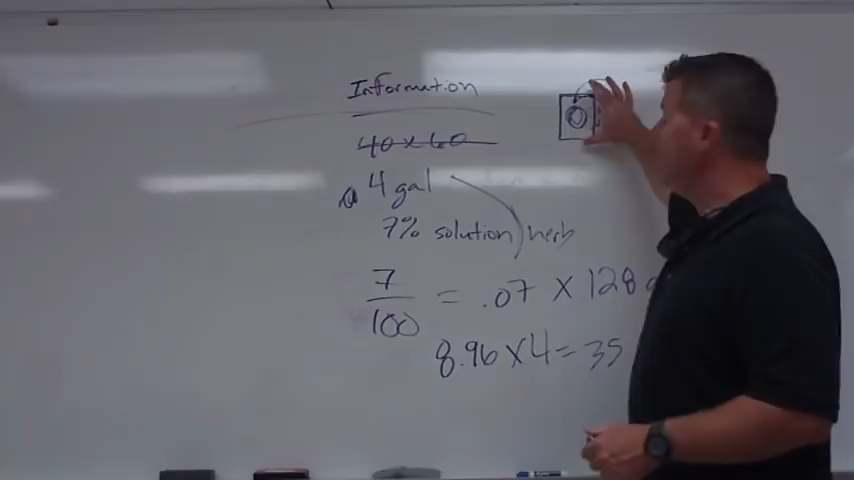 Information
40 x 60
4 gal
7% solution herb
7/100 = .07 X 128
8.96 X 4 = 35